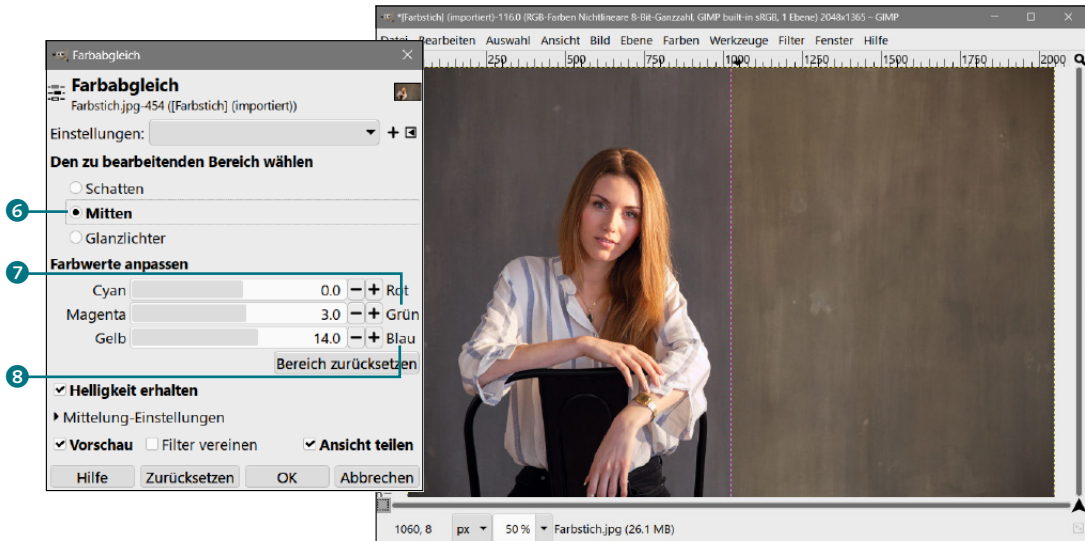 *[Farbstich] (importiert)-116.0 (RGB-Farben Nichtlineare 8-Bit-Ganzzahl, GIMP built-in sRGB, 1 Ebene) 2048x1365 – GIMP
Datei Bearbeiten Auswahl Ansicht Bild Ebene Farben Werkzeuge Filter Fenster Hilfe
250 500 750 1000 1250 1500 1750 2000
Farbabgleich
Farbabgleich
Farbstich.jpg-454 ([Farbstich] (importiert))
Einstellungen:
Den zu bearbeitenden Bereich wählen
Schatten
6 Mitten
Glanzlichter
Farbwerte anpassen
7
Cyan 0.0 Rot
Magenta 3.0 Grün
Gelb 14.0 Blau
Bereich zurücksetzen
8
Helligkeit erhalten
Mittelung-Einstellungen
Vorschau Filter vereinen Ansicht teilen
Hilfe Zurücksetzen OK Abbrechen
1060, 8 px 50 % Farbstich.jpg (26.1 MB)